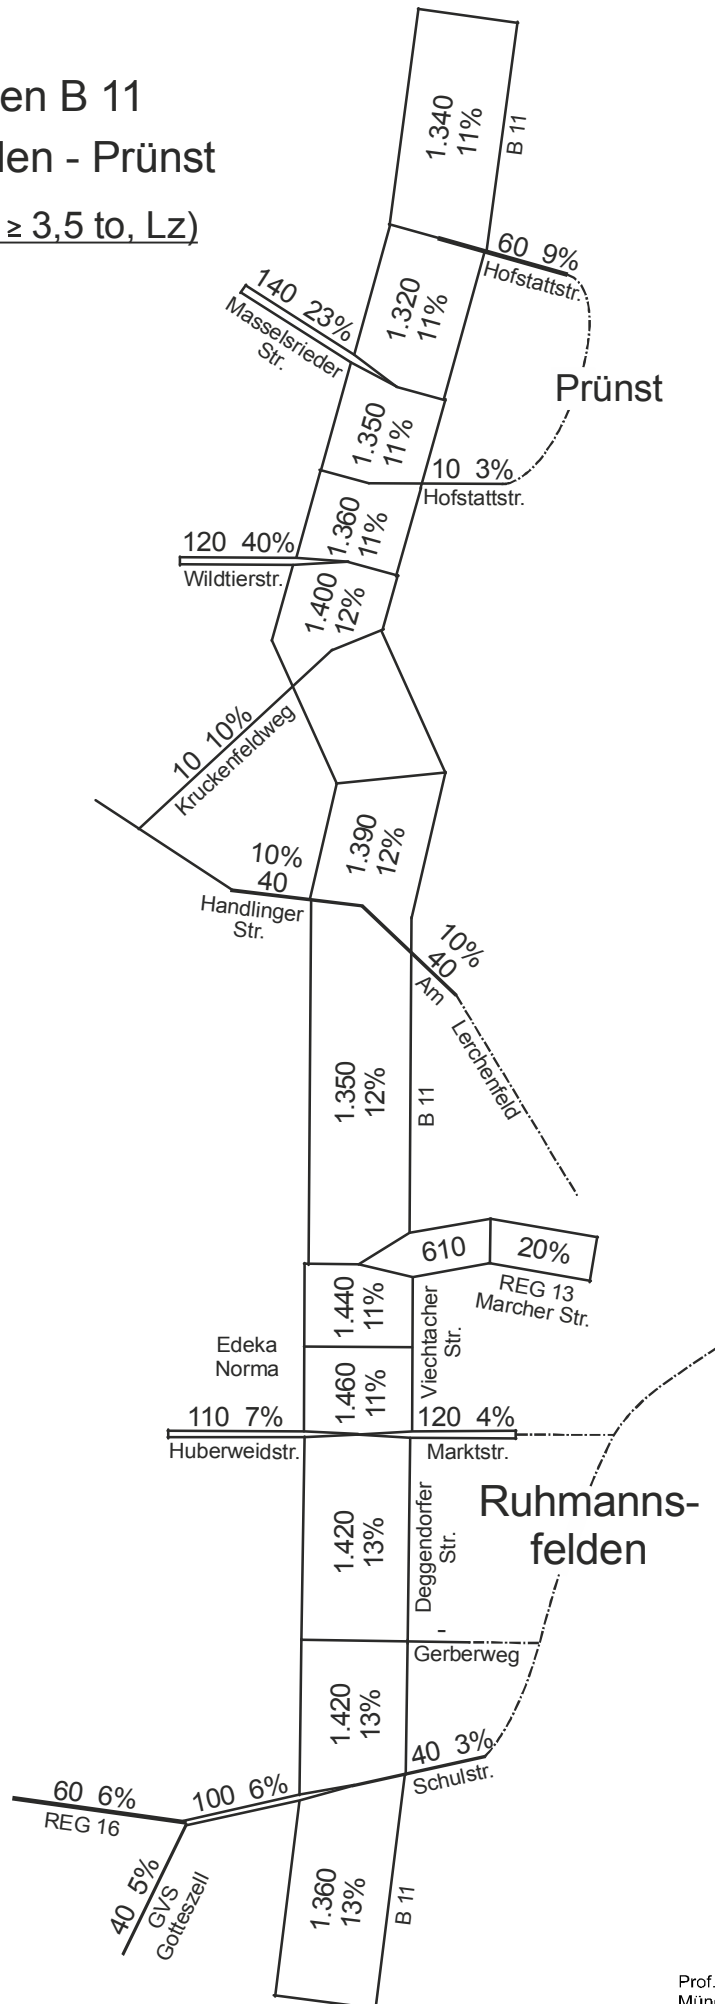 en B 11
len - Prünst
≥ 3,5 to, Lz)
1.340
11%
B 11
60 9%
Hofstattstr.
140 23%
Masselsrieder
Str.
1.320
11%
Prünst
1.350
11%
10 3%
Hofstattstr.
1.360
11%
120 40%
Wildtierstr.
1.400
12%
10 10%
Kruckenfeldweg
1.390
12%
10%
40
Handlinger
Str.
10%
40
Am
Lerchenfeld
1.350
12%
B 11
610
20%
REG 13
Marcher Str.
1.440
11%
Viechtacher
Str.
Edeka
Norma
1.460
11%
110 7%
Huberweidstr.
120 4%
Marktstr.
Ruhmanns-
felden
1.420
13%
Deggendorfer
Str.
-
Gerberweg
1.420
13%
40 3%
Schulstr.
60 6%
REG 16
100 6%
40 5%
GVS
Gotteszell
1.360
13%
B 11
Prof.
Mün